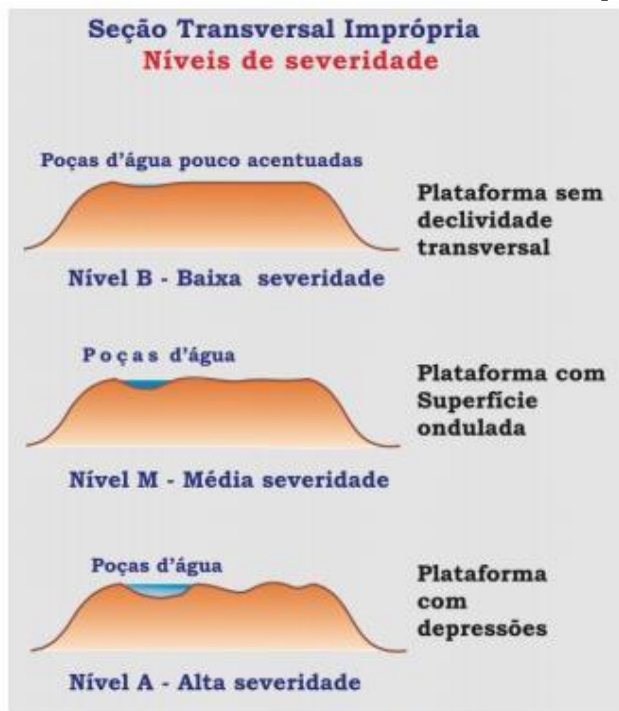 Seção Transversal Imprópria
Níveis de severidade
Poças d'água pouco acentuadas
Plataforma sem
declividade
transversal
Nível B - Baixa severidade
Poças d'água
Plataforma com
Superfície
ondulada
Nível M - Média severidade
Poças d'água
Plataforma
com
depressões
Nível A - Alta severidade